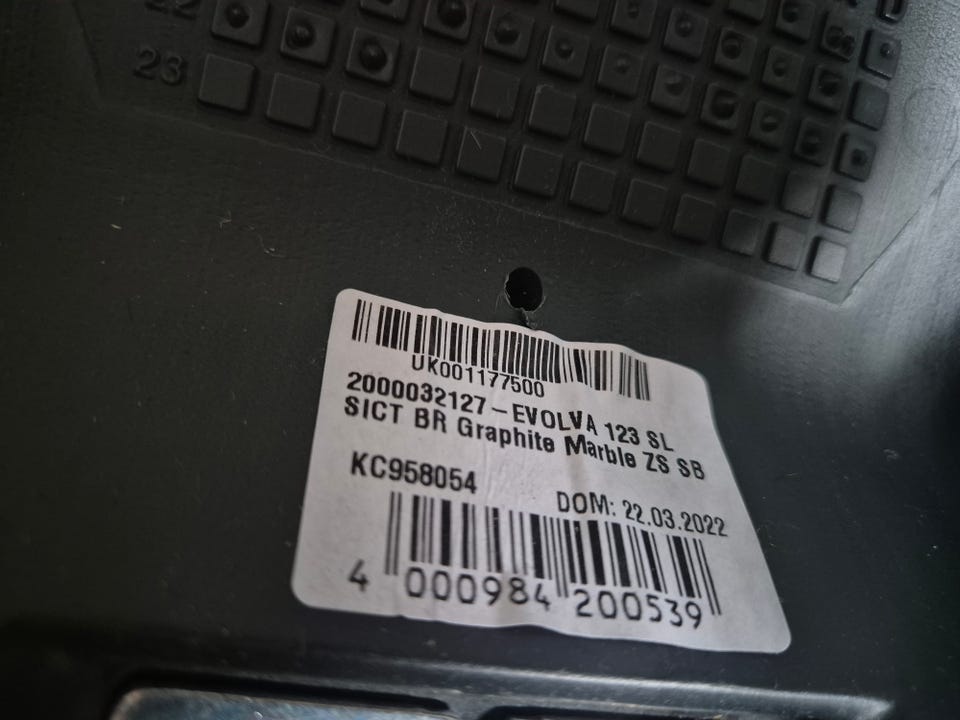 22
23
UK001177500
2000032127-EVOLVA 123 SL
SICT BR Graphite Marble ZS SB
KC958054
DOM: 22.03.2022
4 000984 200539